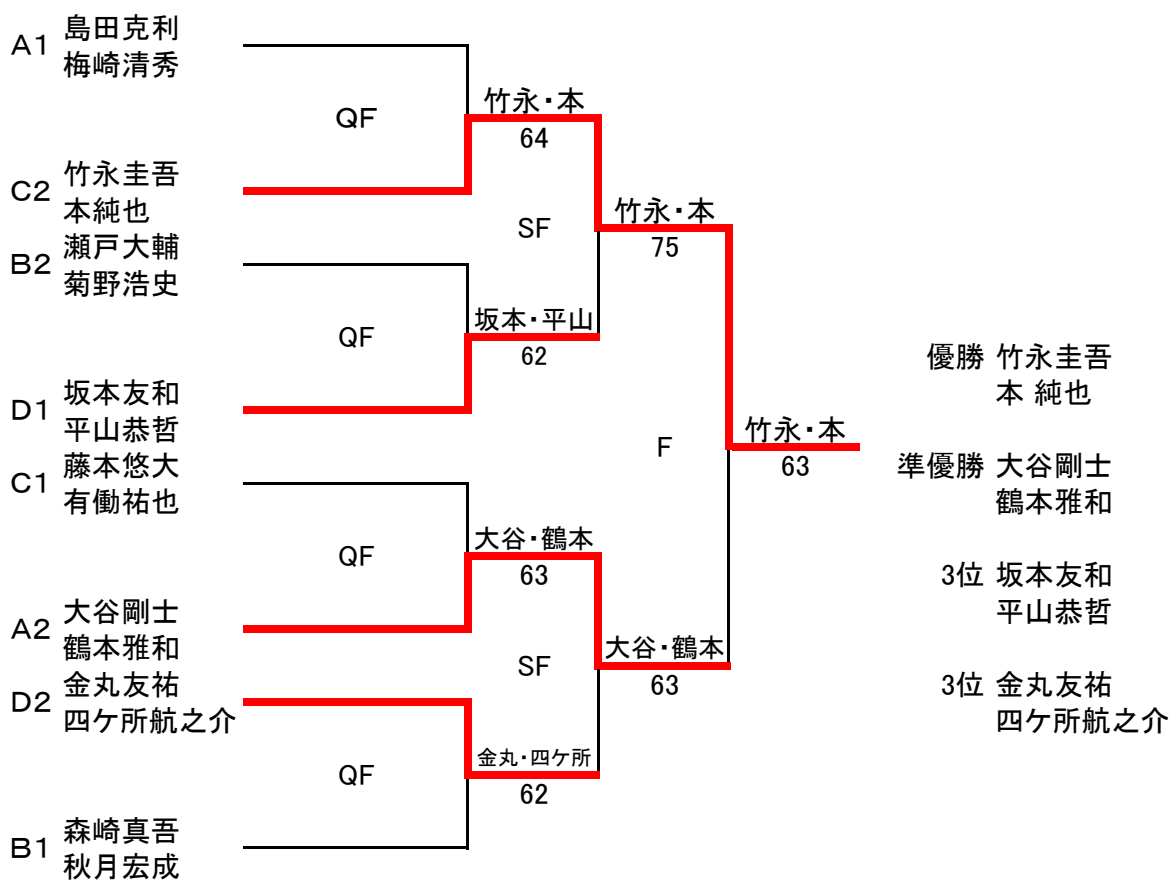 A1 島田克利
梅崎清秀
QF
C2 竹永圭吾
本純也
竹永・本
64
B2 瀬戸大輔
菊野浩史
QF
D1 坂本友和
平山恭哲
坂本・平山
62
SF
竹永・本
75
C1 藤本悠大
有働祐也
QF
A2 大谷剛士
鶴本雅和
大谷・鶴本
63
D2 金丸友祐
四ケ所航之介
QF
B1 森崎真吾
秋月宏成
金丸・四ケ所
62
SF
大谷・鶴本
63
F
竹永・本
63
優勝 竹永圭吾
本 純也
準優勝 大谷剛士
鶴本雅和
3位 坂本友和
平山恭哲
3位 金丸友祐
四ケ所航之介